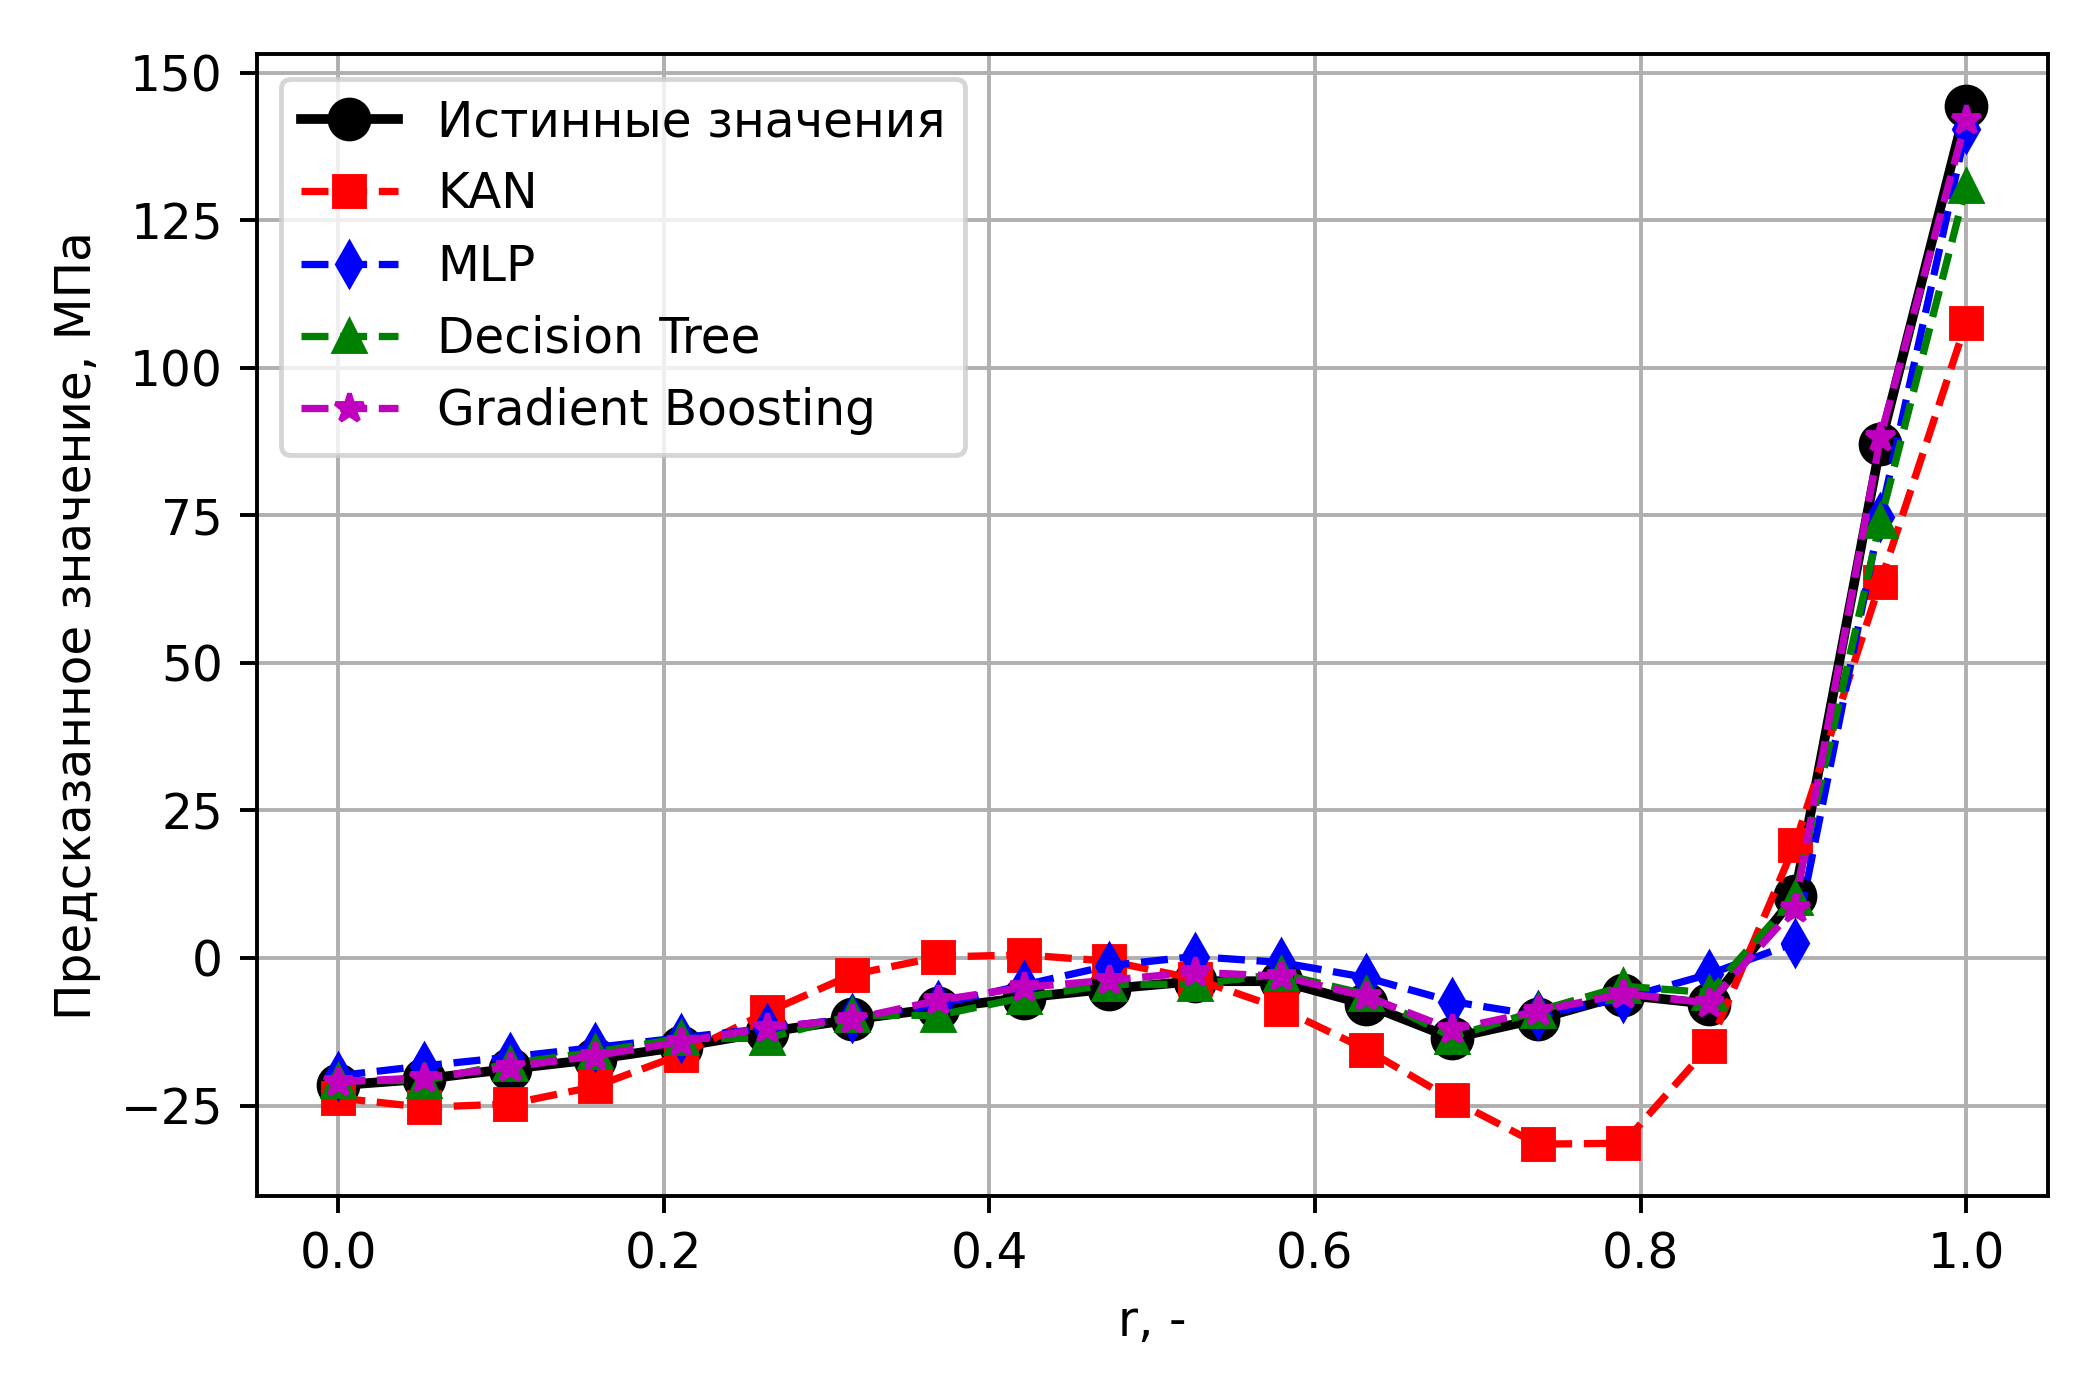 150
125
100
75
50
25
0
−25
Предсказанное значение, МПа
Истинные значения
KAN
MLP
Decision Tree
Gradient Boosting
0.0 0.2 0.4 0.6 0.8 1.0
r, -